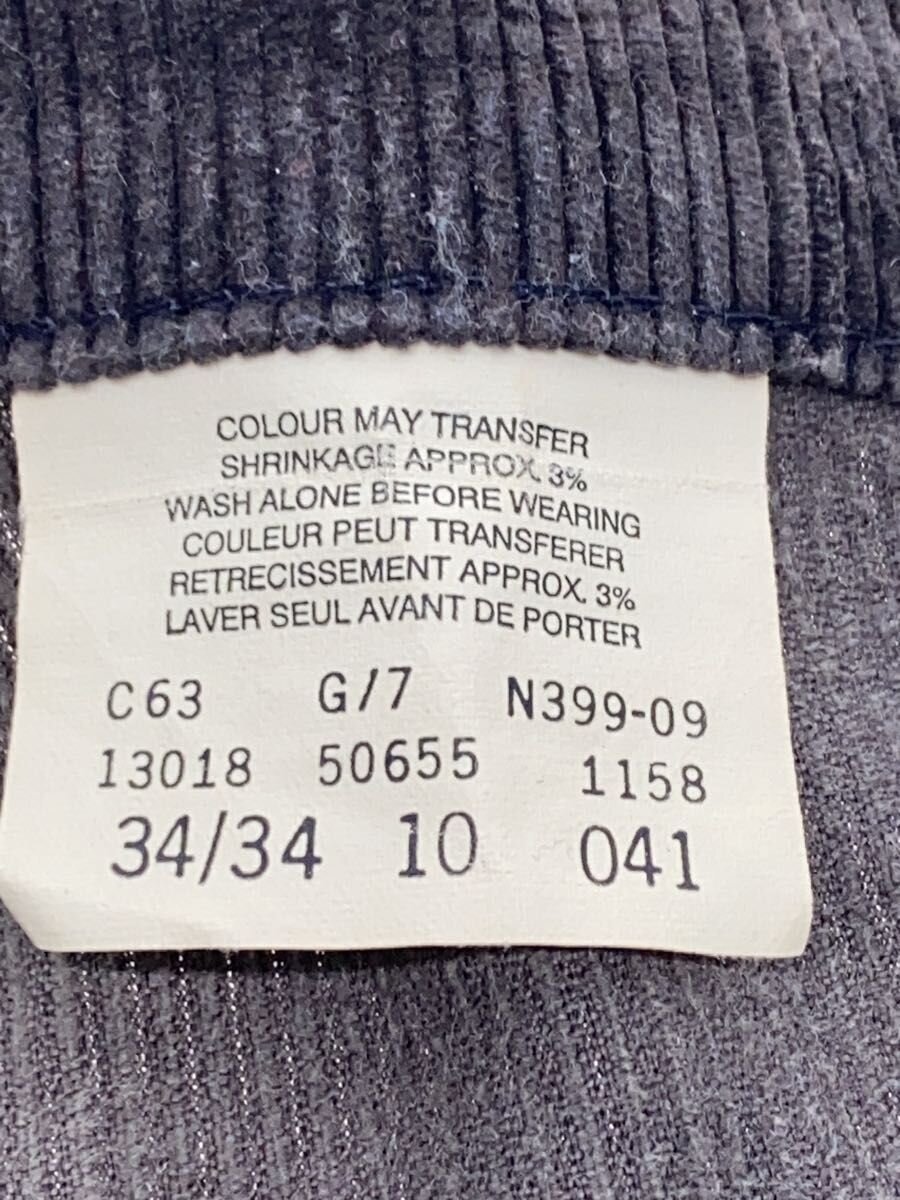 COLOUR MAY TRANSFER
SHRINKAGE APPROX. 3%
WASH ALONE BEFORE WEARING
COULEUR PEUT TRANSFERER
RETRECISSEMENT APPROX. 3%
LAVER SEUL AVANT DE PORTER
C63 G/7 N399-09
13018 50655 1158
34/34 10 041